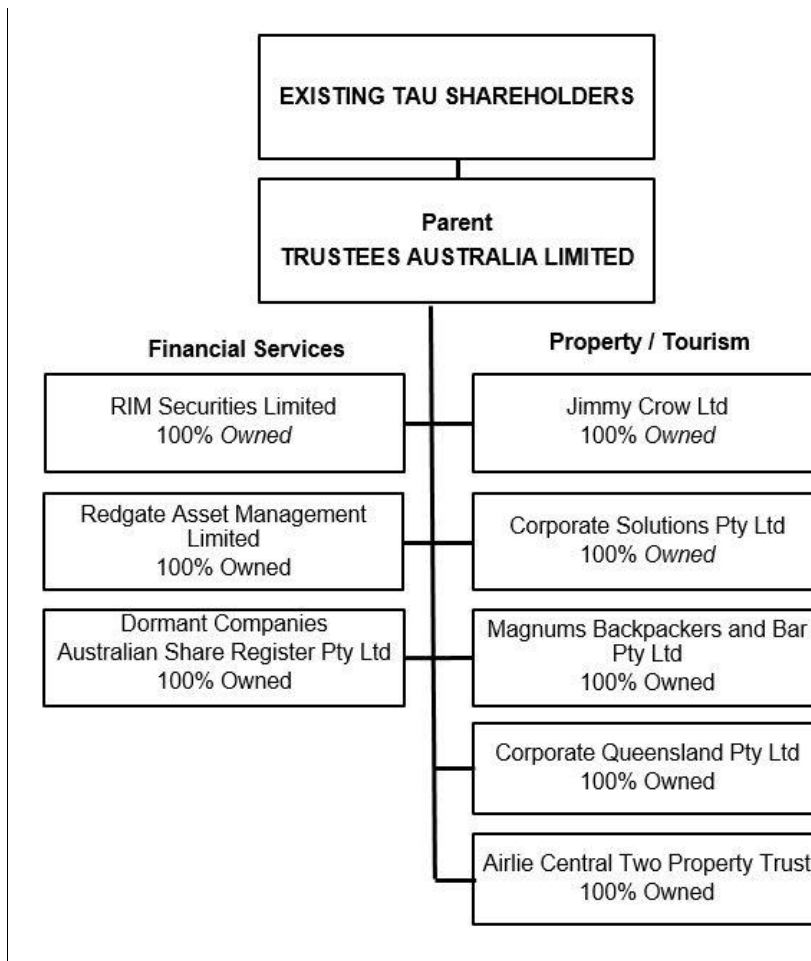 EXISTING TAU SHAREHOLDERS
Parent
TRUSTEES AUSTRALIA LIMITED
Financial Services
RIM Securities Limited
100% Owned
Redgate Asset Management
Limited
100% Owned
Dormant Companies
Australian Share Register Pty Ltd
100% Owned
Property / Tourism
Jimmy Crow Ltd
100% Owned
Corporate Solutions Pty Ltd
100% Owned
Magnums Backpackers and Bar
Pty Ltd
100% Owned
Corporate Queensland Pty Ltd
100% Owned
Airlie Central Two Property Trust
100% Owned